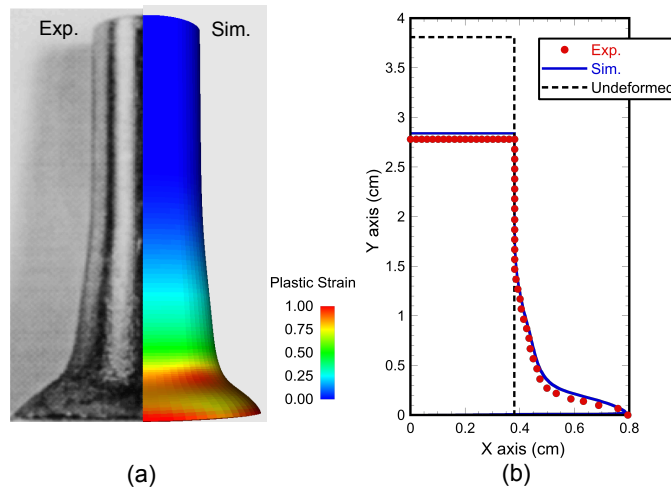 Exp.
Sim.
Plastic Strain
1.00
0.75
0.50
0.25
0.00
(a)
4
3.5
3
2.5
2
1.5
1
0.5
0
Y axis (cm)
Exp.
Sim.
Undeformed
0
0.2
0.4
0.6
0.8
X axis (cm)
(b)